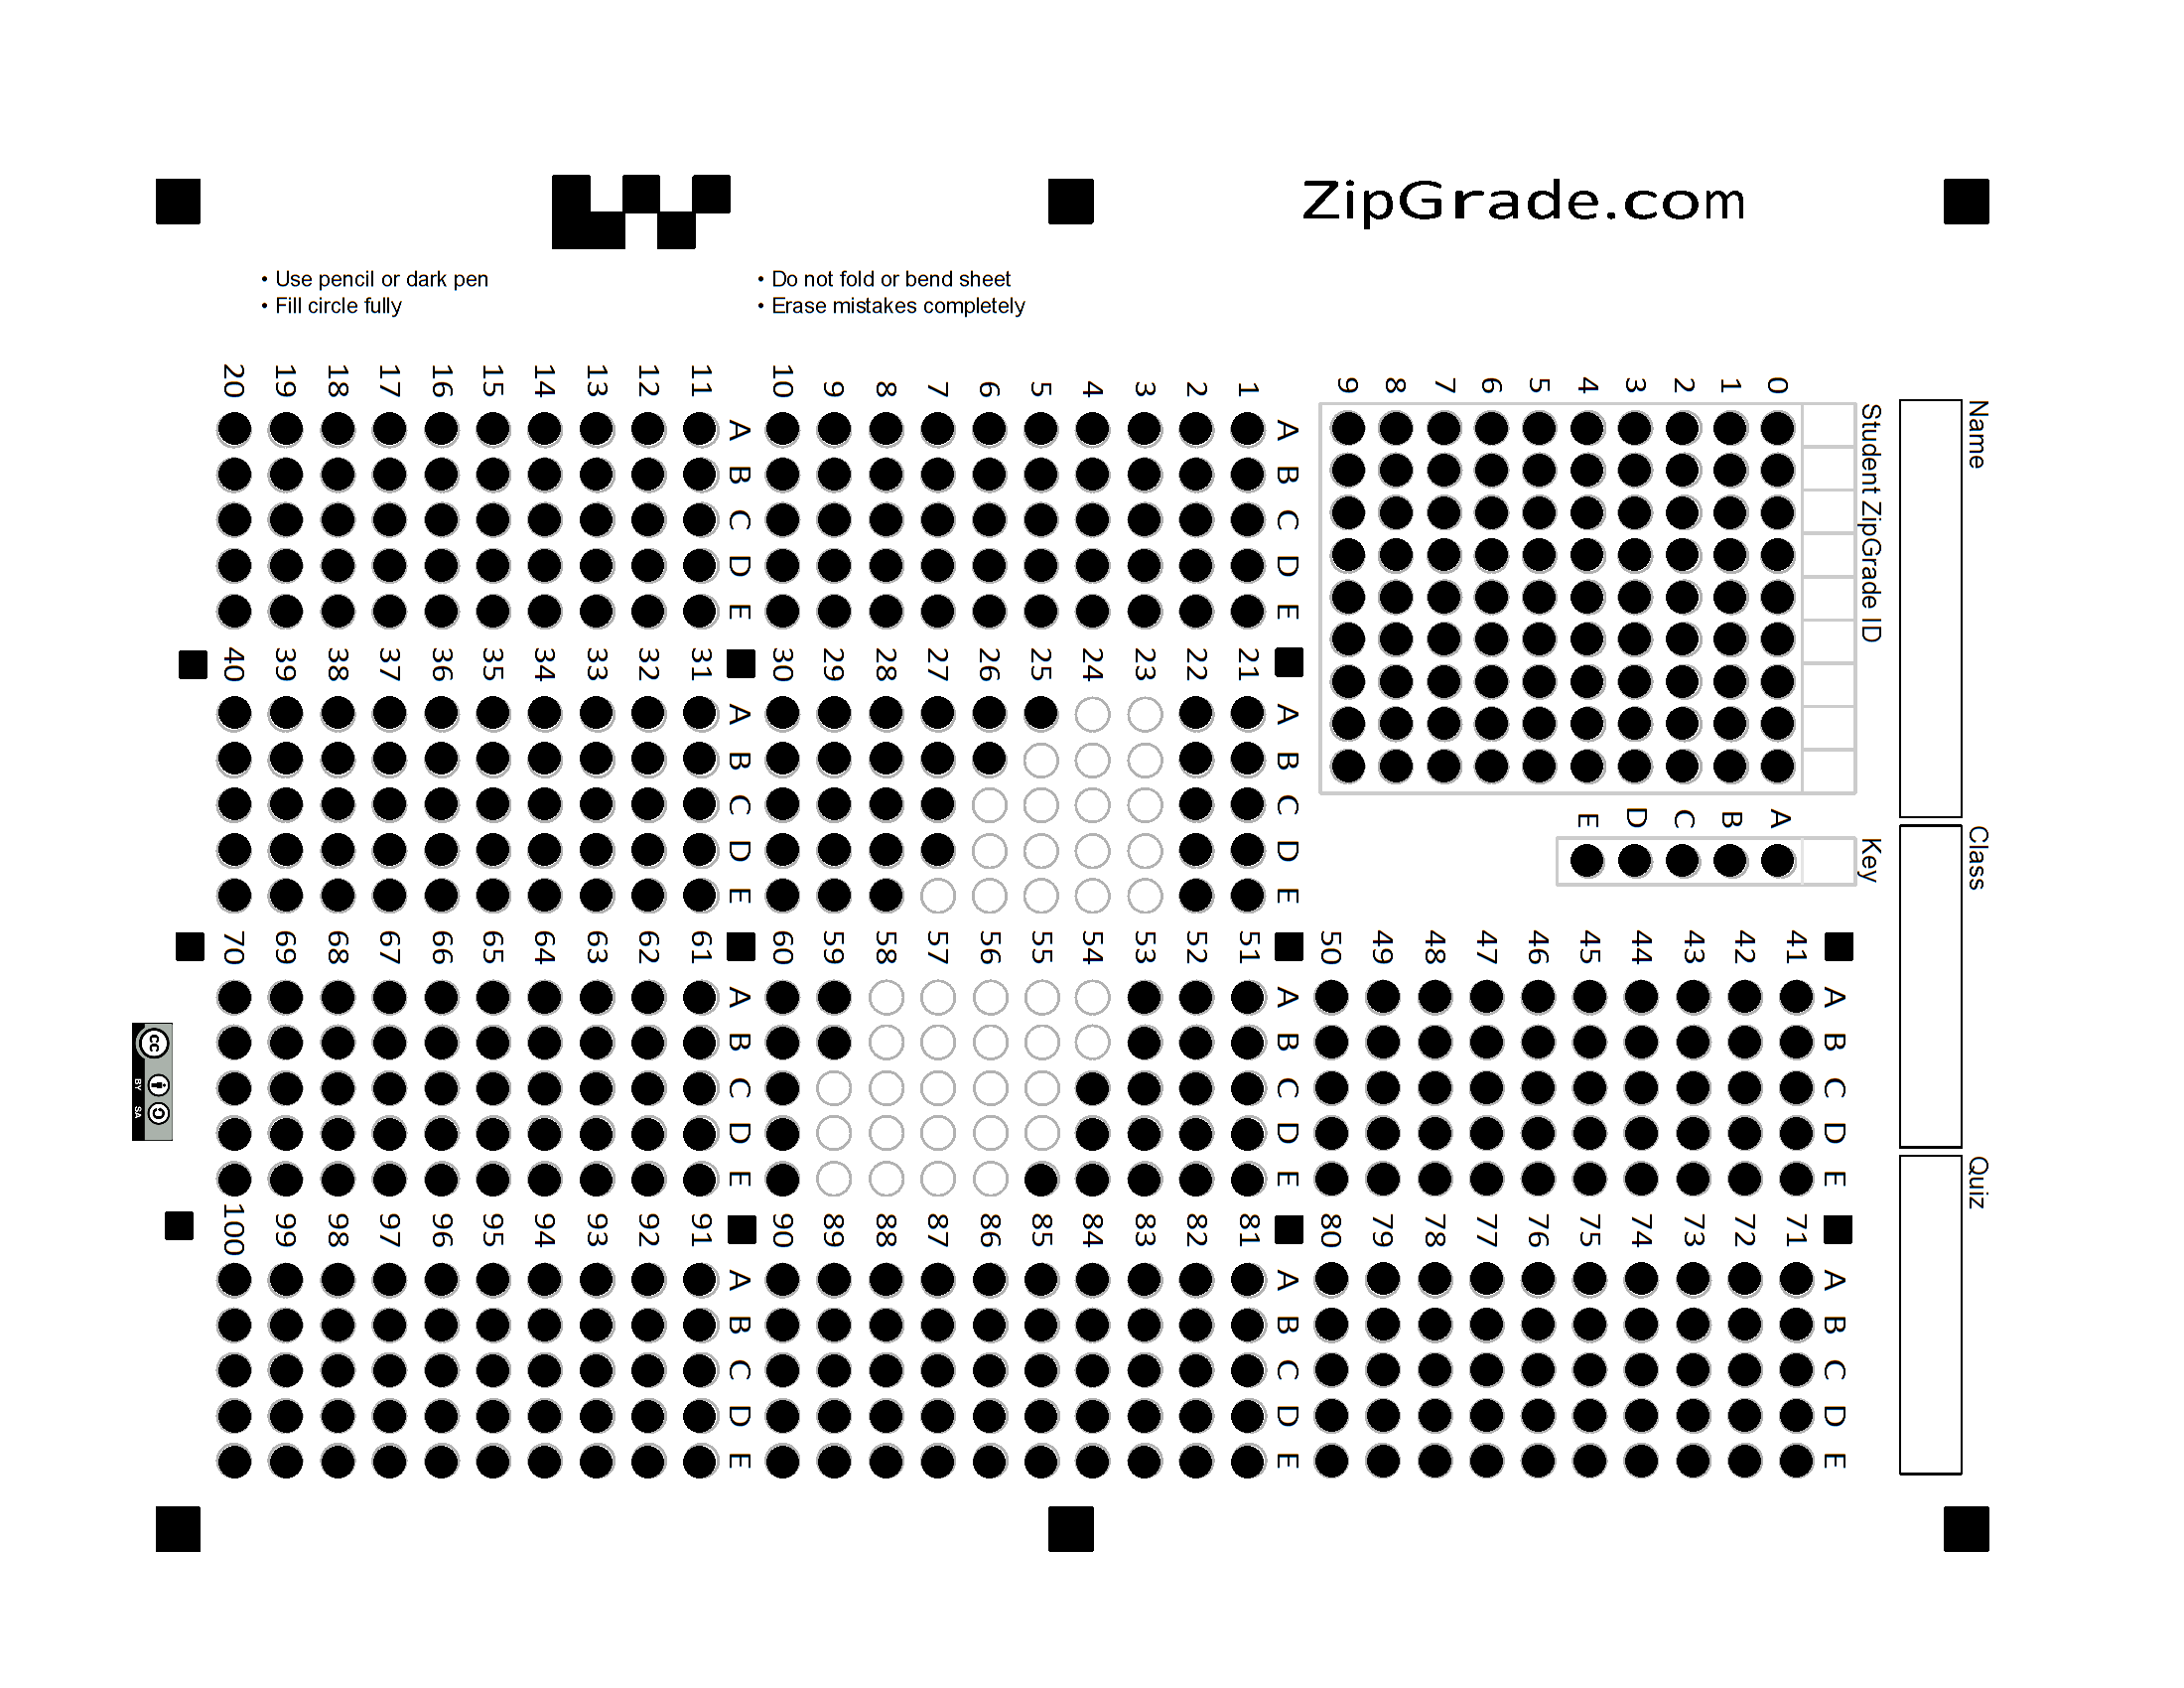 ZipGrade.com
• Use pencil or dark pen
• Fill circle fully
• Do not fold or bend sheet
• Erase mistakes completely
Name
Class
Quiz
Student ZipGrade ID
0 1 2 3 4 5 6 7 8 9
Key
A B C D E
A B C D E
1 2 3 4 5 6 7 8 9 10
A B C D E
11 12 13 14 15 16 17 18 19 20
A B C D E
21 22 23 24 25 26 27 28 29 30
A B C D E
31 32 33 34 35 36 37 38 39 40
A B C D E
41 42 43 44 45 46 47 48 49 50
A B C D E
51 52 53 54 55 56 57 58 59 60
A B C D E
61 62 63 64 65 66 67 68 69 70
A B C D E
71 72 73 74 75 76 77 78 79 80
A B C D E
81 82 83 84 85 86 87 88 89 90
A B C D E
91 92 93 94 95 96 97 98 99 100
A B C D E
cc
BY SA